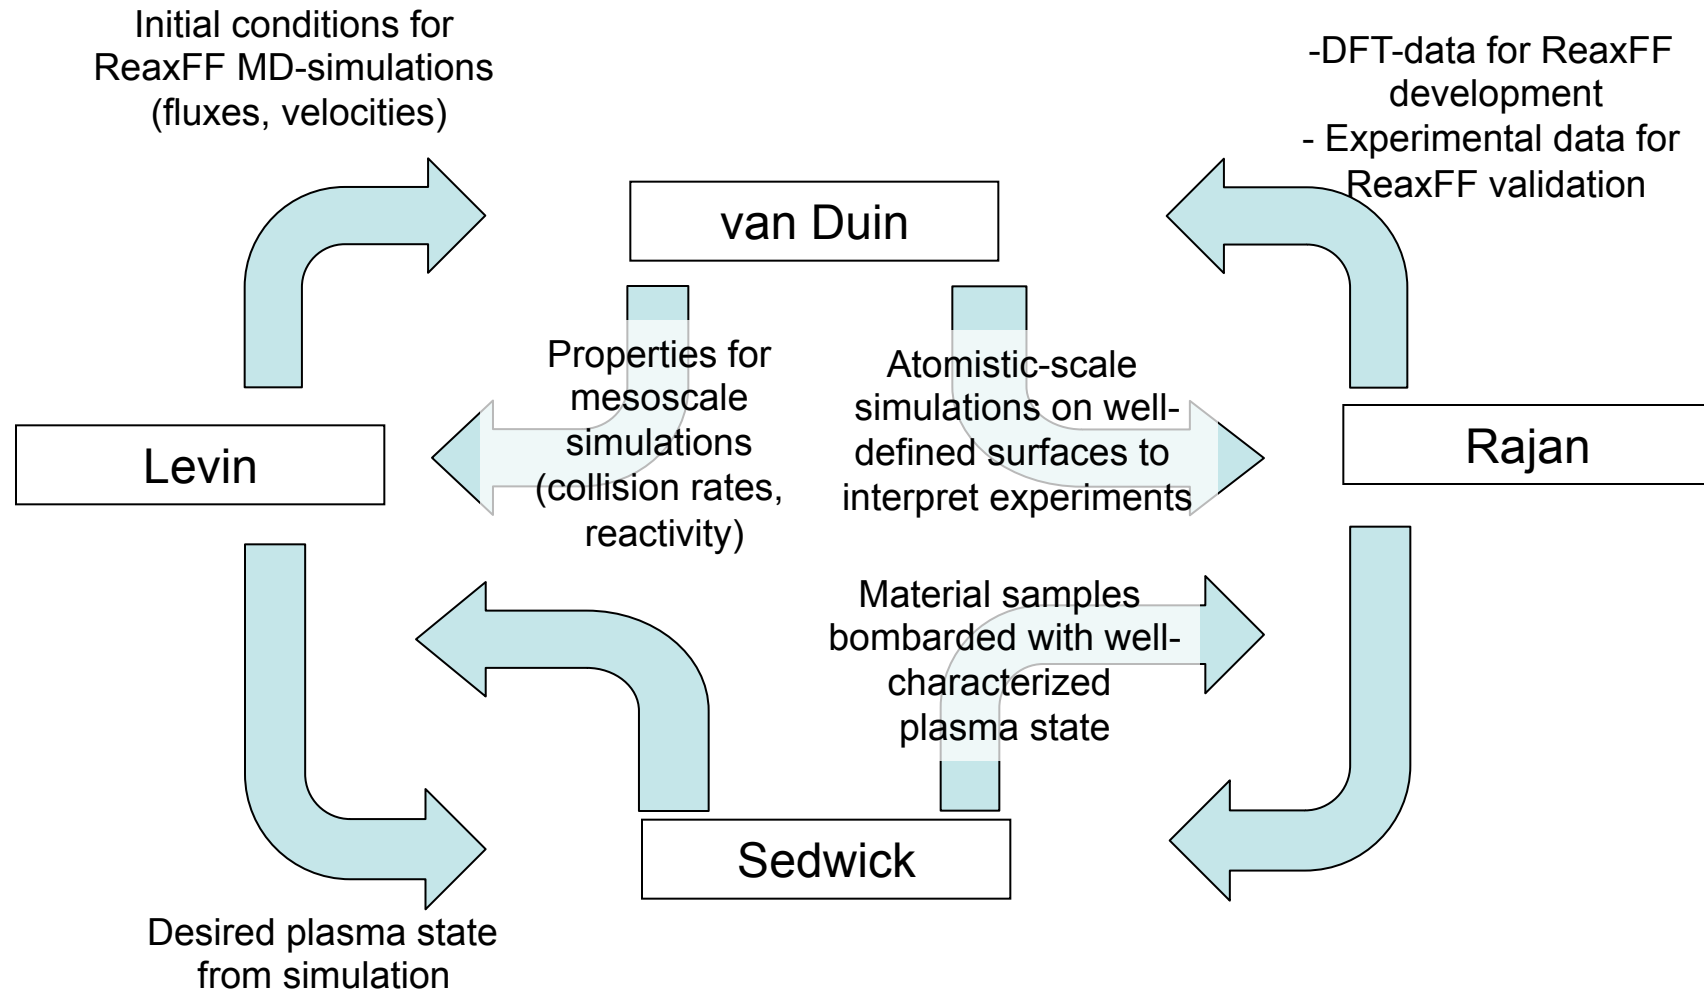 Initial conditions for
ReaxFF MD-simulations
(fluxes, velocities)
-DFT-data for ReaxFF
development
- Experimental data for
ReaxFF validation
van Duin
Properties for
mesoscale
simulations
(collision rates,
reactivity)
Atomistic-scale
simulations on well-
defined surfaces to
interpret experiments
Levin
Rajan
Material samples
bombarded with well-
characterized
plasma state
Sedwick
Desired plasma state
from simulation